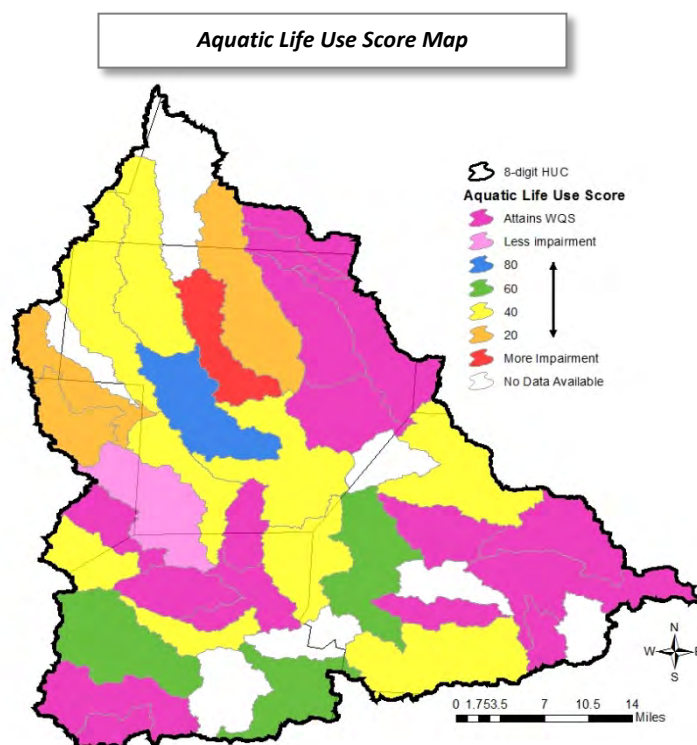 Aquatic Life Use Score Map
8-digit HUC
Aquatic Life Use Score
Attains WQS
Less impairment
80
60
40
20
More Impairment
No Data Available
N
W E
S
0 1.753.5 7 10.5 14
Miles